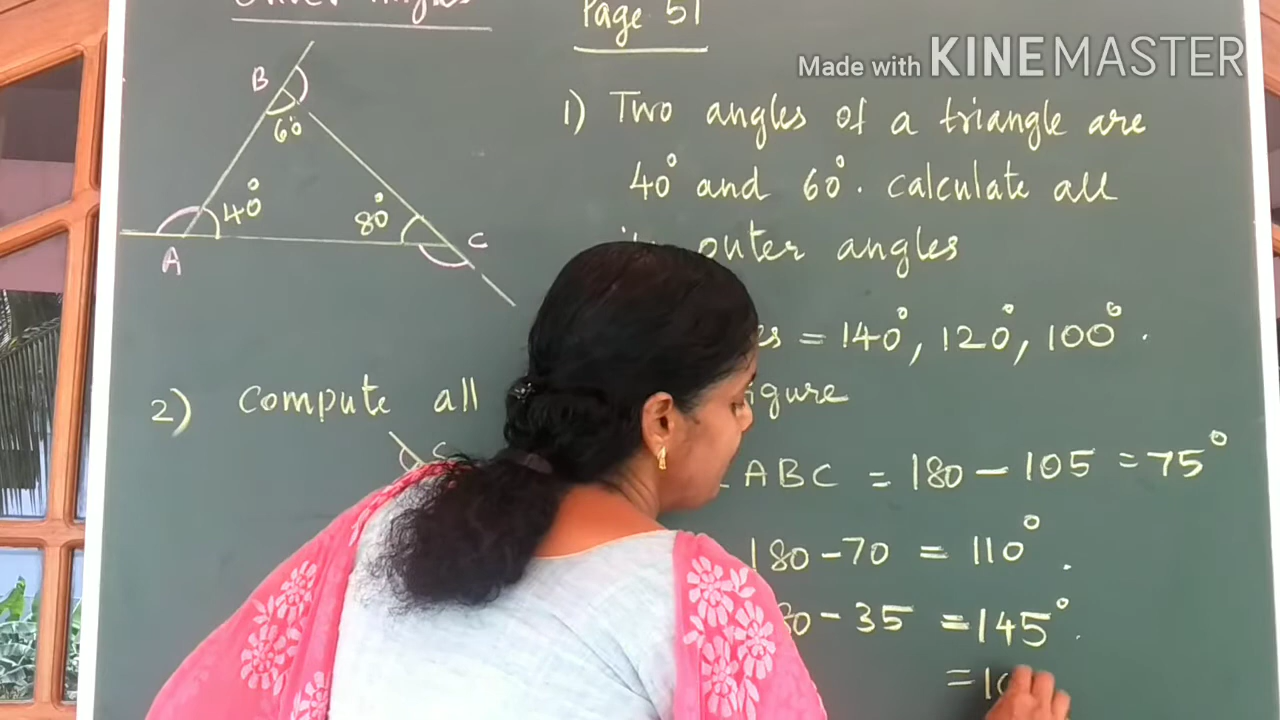 Page 51
Made with KINEMASTER
B
60°
40°
80°
A
C
1) Two angles of a triangle are
40° and 60°. calculate all
outer angles
= 140°, 120°, 100°.
2) Compute all
ABC = 180 - 105 = 75°
180 - 70 = 110°.
- 35 = 145°.
= 10